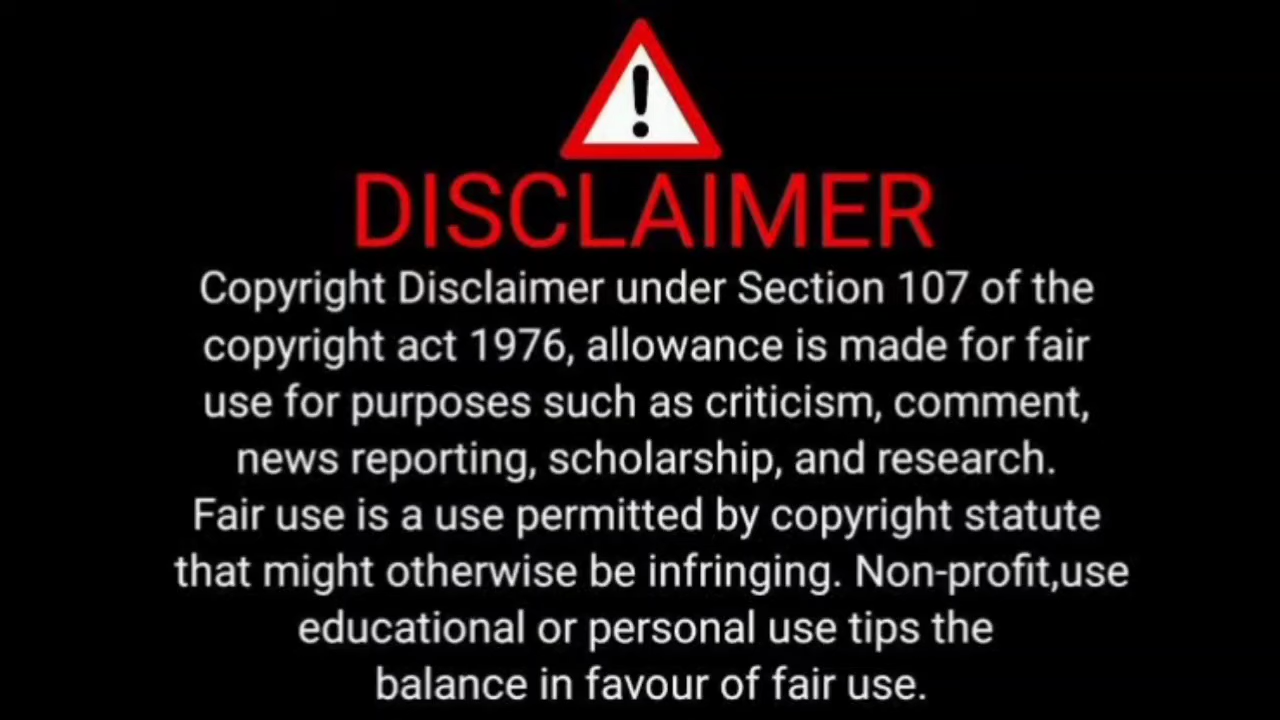 DISCLAIMER
Copyright Disclaimer under Section 107 of the
copyright act 1976, allowance is made for fair
use for purposes such as criticism, comment,
news reporting, scholarship, and research.
Fair use is a use permitted by copyright statute
that might otherwise be infringing. Non-profit,use
educational or personal use tips the
balance in favour of fair use.